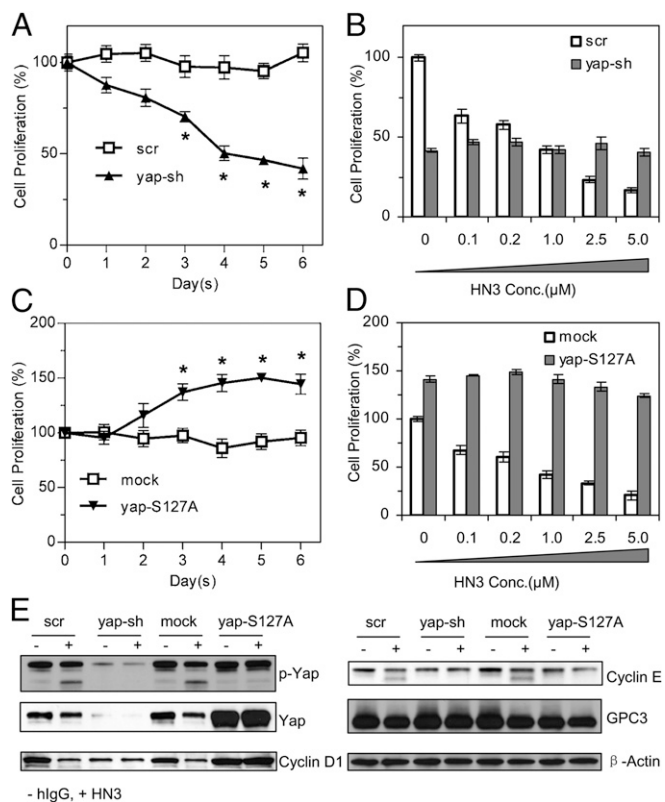 A
Cell Proliferation (%)
100
50
0
scr
yap-sh
*
*
*
*
0 1 2 3 4 5 6
Day(s)
B
Cell Proliferation (%)
100
50
0
scr
yap-sh
0 0.1 0.2 1.0 2.5 5.0
HN3 Conc.(µM)
C
Cell Proliferation (%)
200
150
100
50
0
* * * *
mock
yap-S127A
0 1 2 3 4 5 6
Day(s)
D
Cell Proliferation (%)
200
150
100
50
0
mock
yap-S127A
0 0.1 0.2 1.0 2.5 5.0
HN3 Conc.(µM)
E
scr yap-sh mock yap-S127A
- + - + - + - +
p-Yap
Yap
Cyclin D1
- hIgG, + HN3
scr yap-sh mock yap-S127A
- + - + - + - +
Cyclin E
GPC3
β-Actin